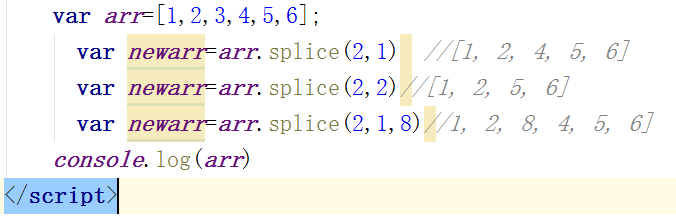 var arr=[1,2,3,4,5,6];
var newarr=arr.splice(2,1)  //[1, 2, 4, 5, 6]
var newarr=arr.splice(2,2)//[1, 2, 5, 6]
var newarr=arr.splice(2,1,8)//1, 2, 8, 4, 5, 6]
console.log(arr)
</script>